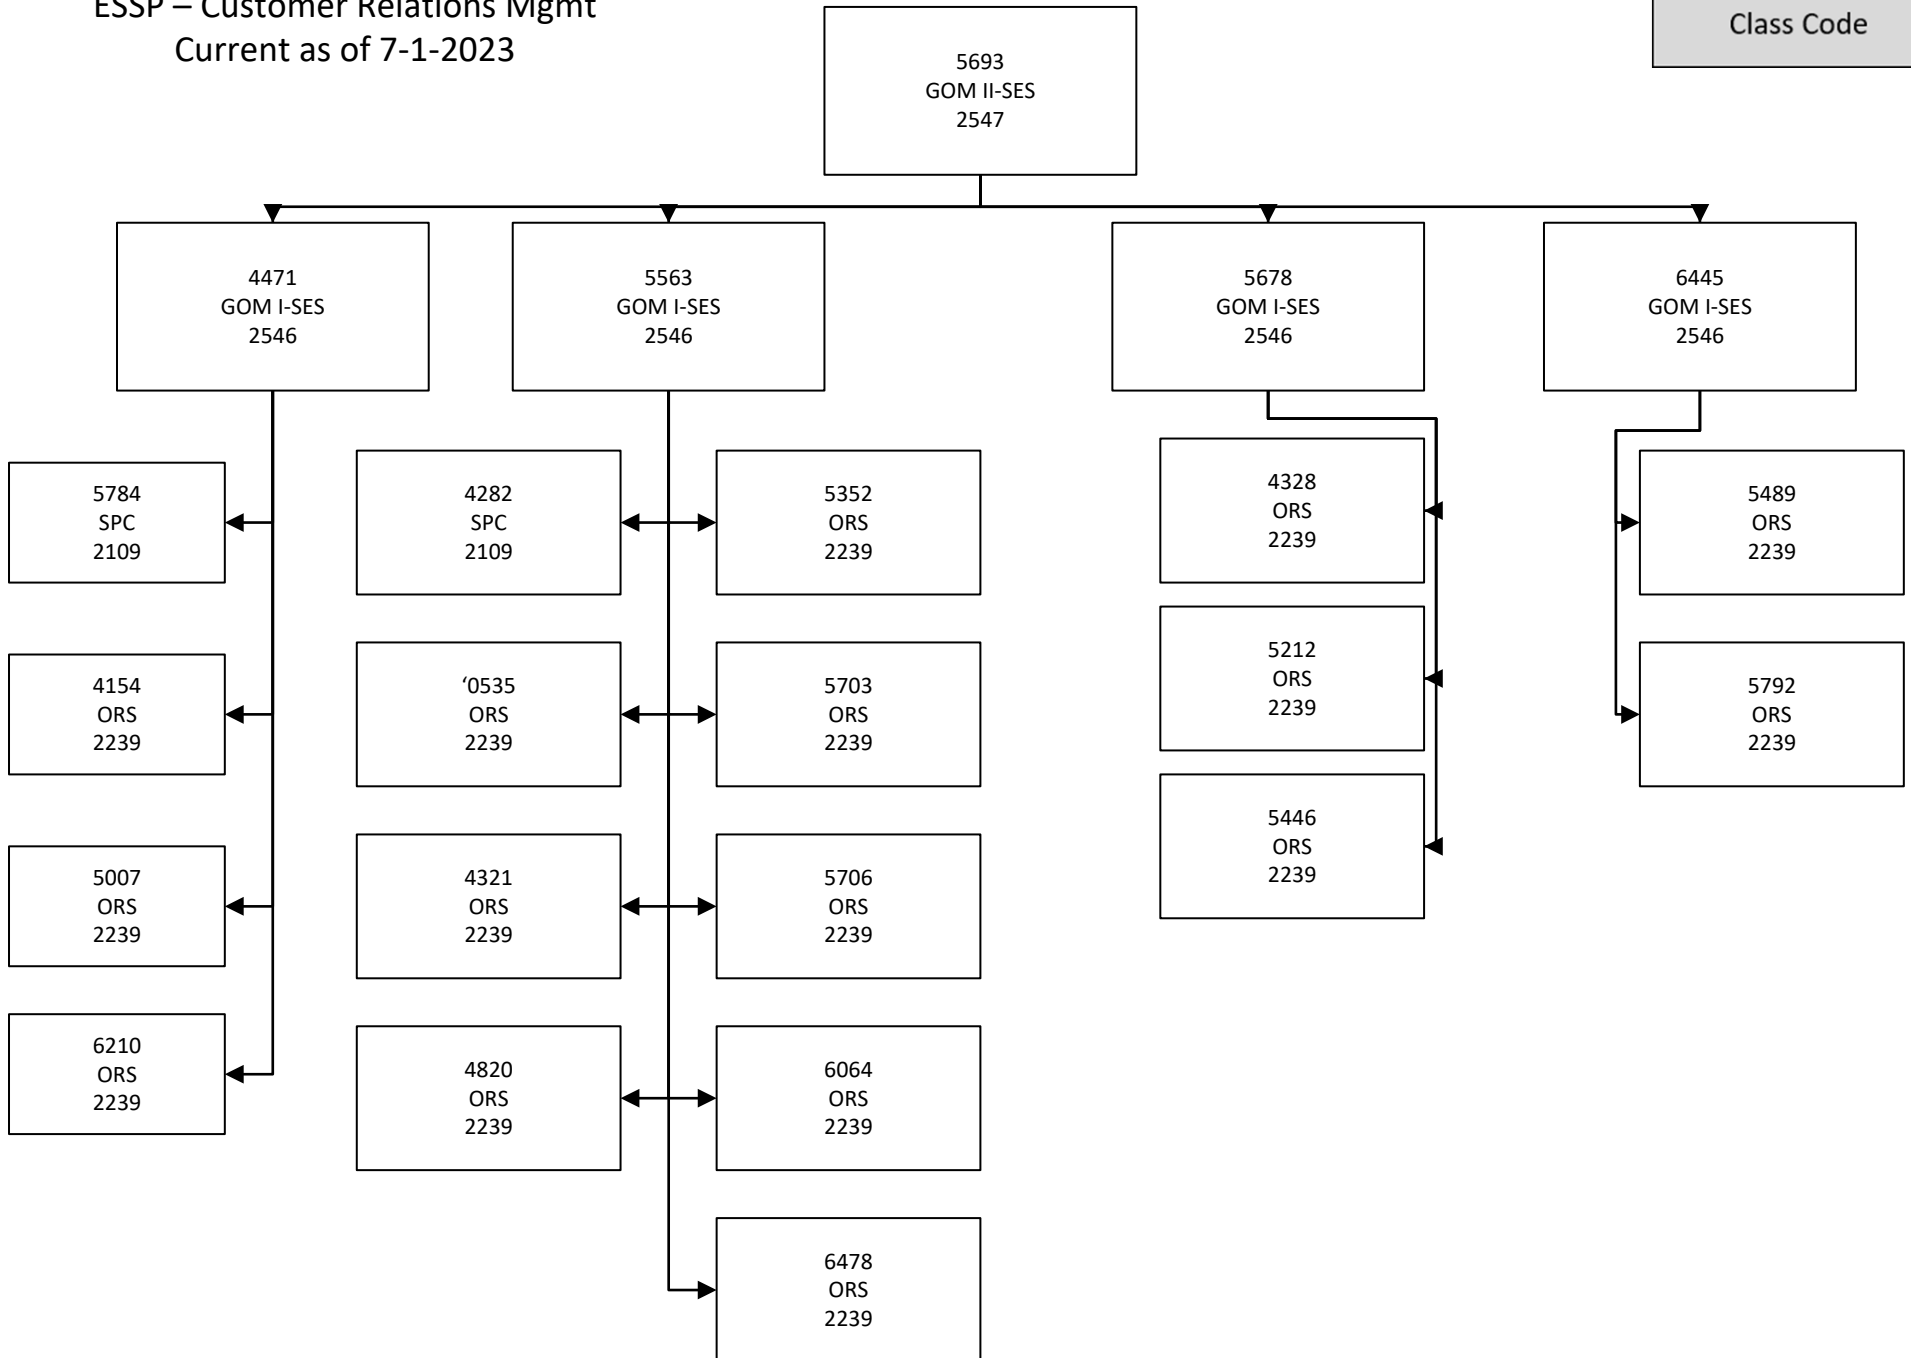 ESSP – Customer Relations Mgmt
Current as of 7-1-2023
Class Code
5693
GOM II-SES
2547
4471
GOM I-SES
2546
5563
GOM I-SES
2546
5678
GOM I-SES
2546
6445
GOM I-SES
2546
5784
SPC
2109
4154
ORS
2239
5007
ORS
2239
6210
ORS
2239
4282
SPC
2109
‘0535
ORS
2239
4321
ORS
2239
4820
ORS
2239
5352
ORS
2239
5703
ORS
2239
5706
ORS
2239
6064
ORS
2239
6478
ORS
2239
4328
ORS
2239
5212
ORS
2239
5446
ORS
2239
5489
ORS
2239
5792
ORS
2239